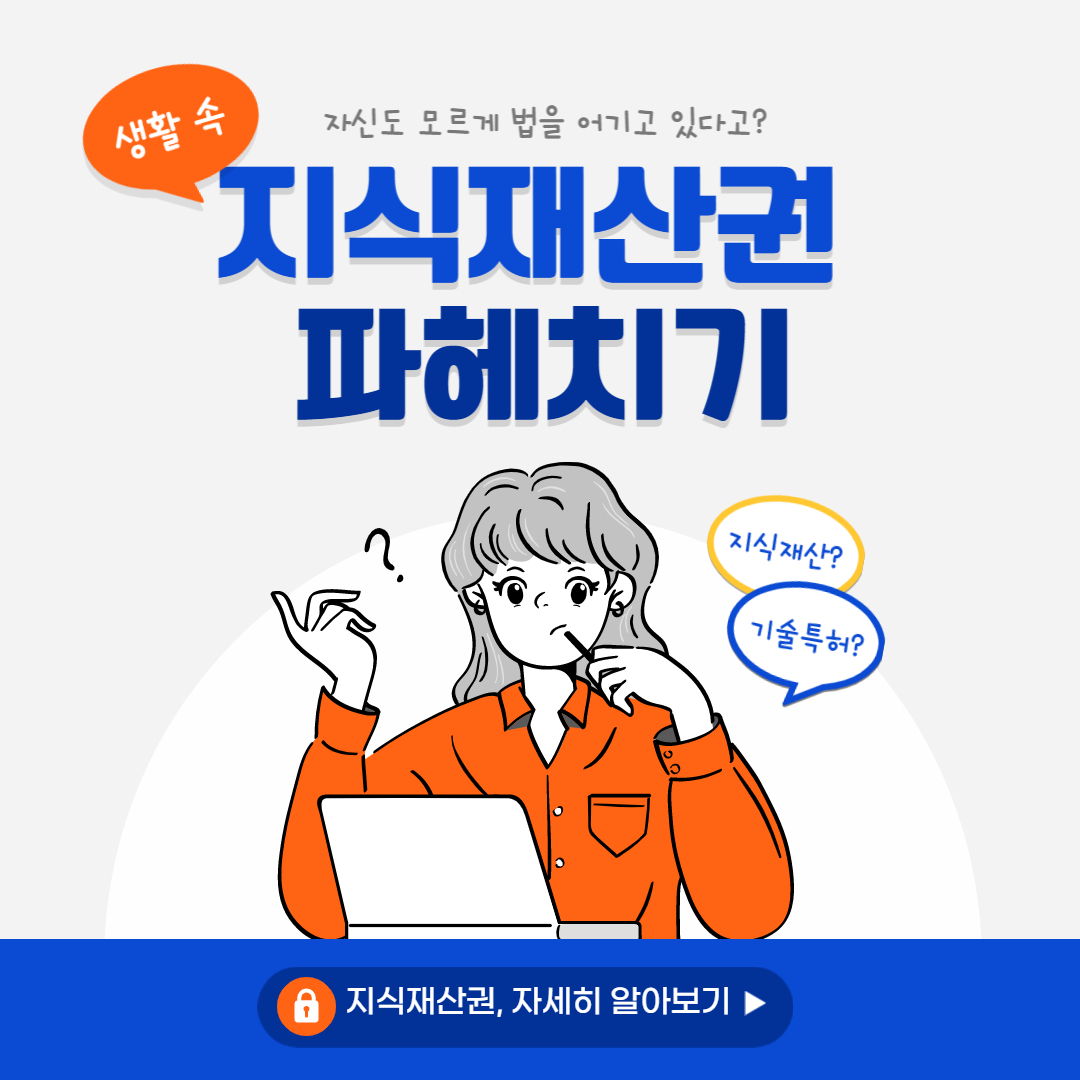 생활 속
자신도 모르게 법을 어기고 있다고?
지식재산권
파헤치기
?
지식재산?
기술특허?
지식재산권, 자세히 알아보기 ▶